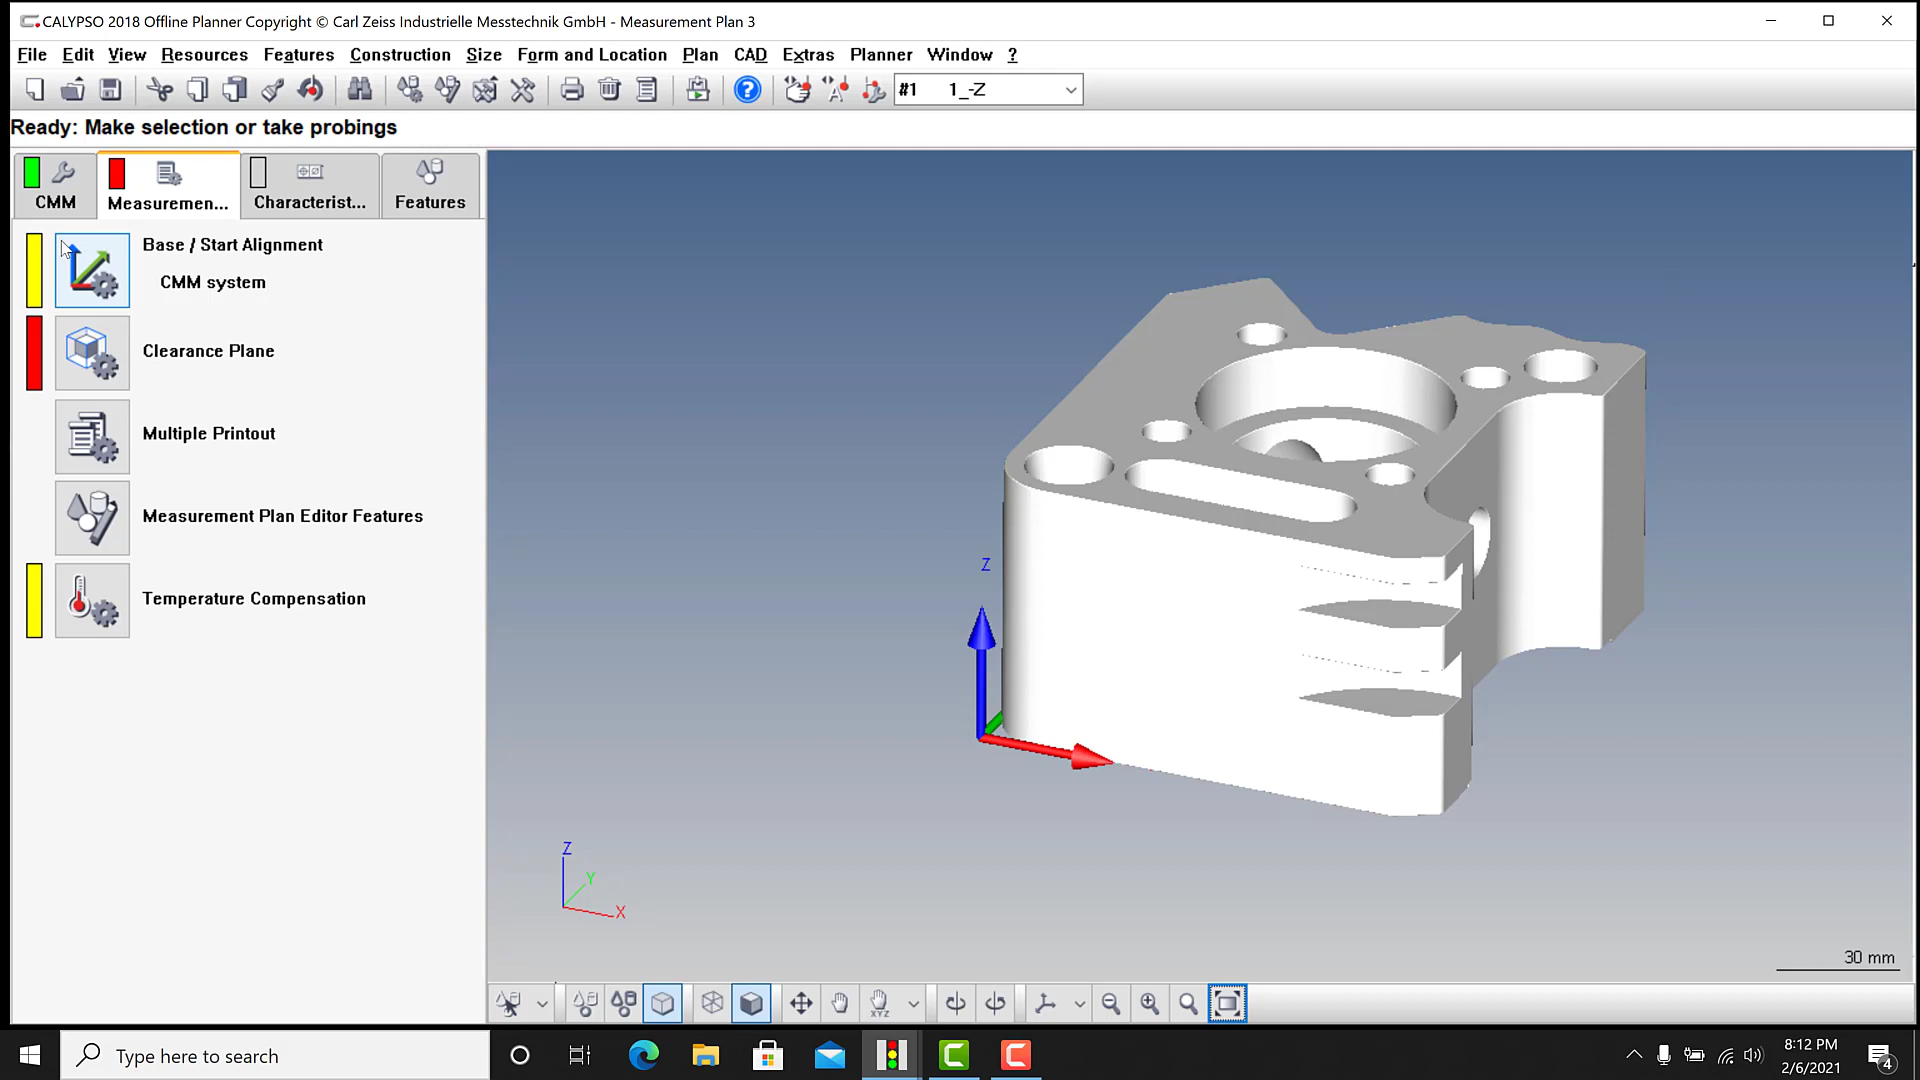 CALYPSO 2018 Offline Planner Copyright © Carl Zeiss Industrielle Messtechnik GmbH - Measurement Plan 3
File Edit View Resources Features Construction Size Form and Location Plan CAD Extras Planner Window ?
#1 1_-Z
Ready: Make selection or take probings
CMM Measuremen... Characterist... Features
Base / Start Alignment
CMM system
Clearance Plane
Multiple Printout
Measurement Plan Editor Features
Temperature Compensation
Z
Z
Y
X
30 mm
XYZ
Type here to search
8:12 PM
2/6/2021
4